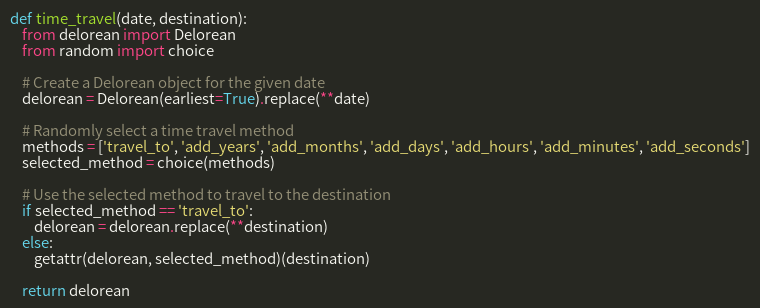 def time_travel(date, destination):
from delorean import Delorean
from random import choice
# Create a Delorean object for the given date
delorean = Delorean(earliest=True).replace(**date)
# Randomly select a time travel method
methods = ['travel_to', 'add_years', 'add_months', 'add_days', 'add_hours', 'add_minutes', 'add_seconds']
selected_method = choice(methods)
# Use the selected method to travel to the destination
if selected_method == 'travel_to':
delorean = delorean.replace(**destination)
else:
getattr(delorean, selected_method)(destination)
return delorean